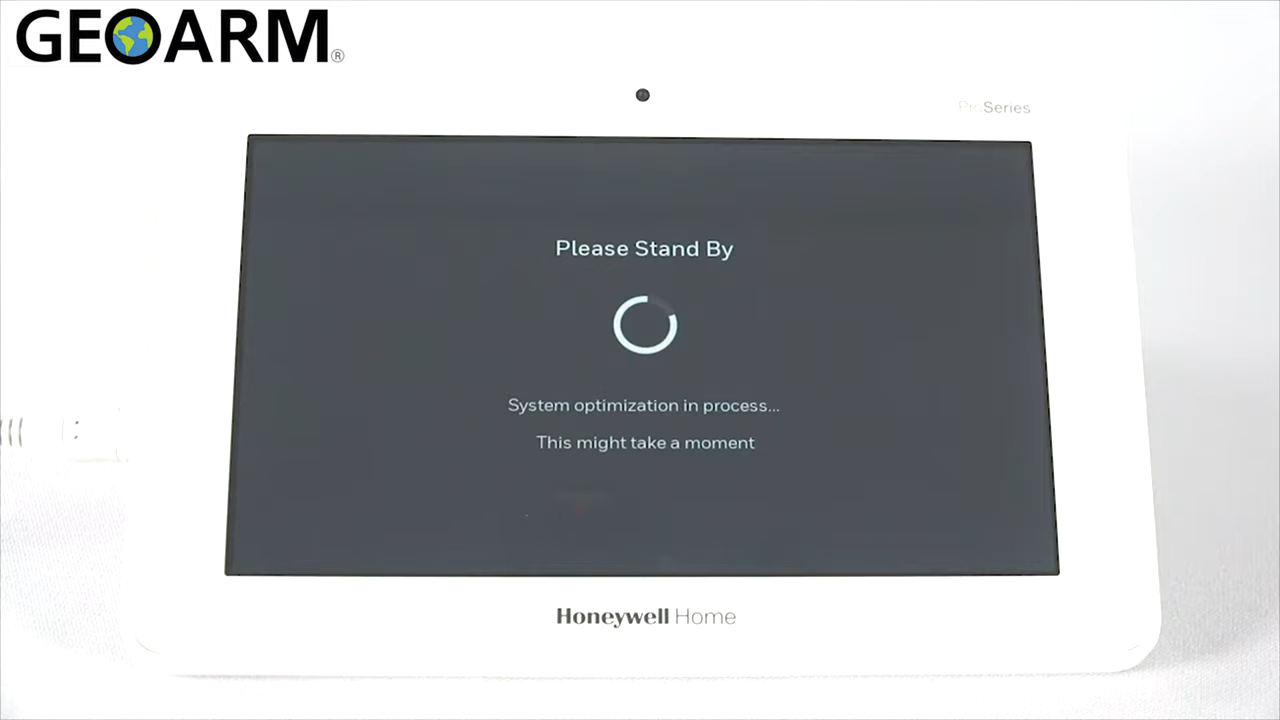 GEOARM®
ProSeries
Please Stand By
System optimization in process...
This might take a moment
Honeywell Home